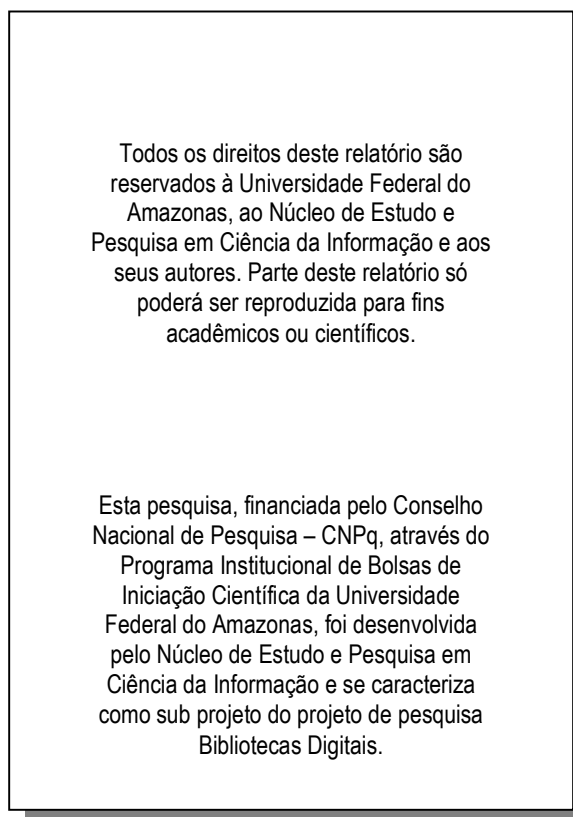 Todos os direitos deste relatório são
reservados à Universidade Federal do
Amazonas, ao Núcleo de Estudo e
Pesquisa em Ciência da Informação e aos
seus autores. Parte deste relatório só
poderá ser reproduzida para fins
acadêmicos ou científicos.
Esta pesquisa, financiada pelo Conselho
Nacional de Pesquisa – CNPq, através do
Programa Institucional de Bolsas de
Iniciação Científica da Universidade
Federal do Amazonas, foi desenvolvida
pelo Núcleo de Estudo e Pesquisa em
Ciência da Informação e se caracteriza
como sub projeto do projeto de pesquisa
Bibliotecas Digitais.